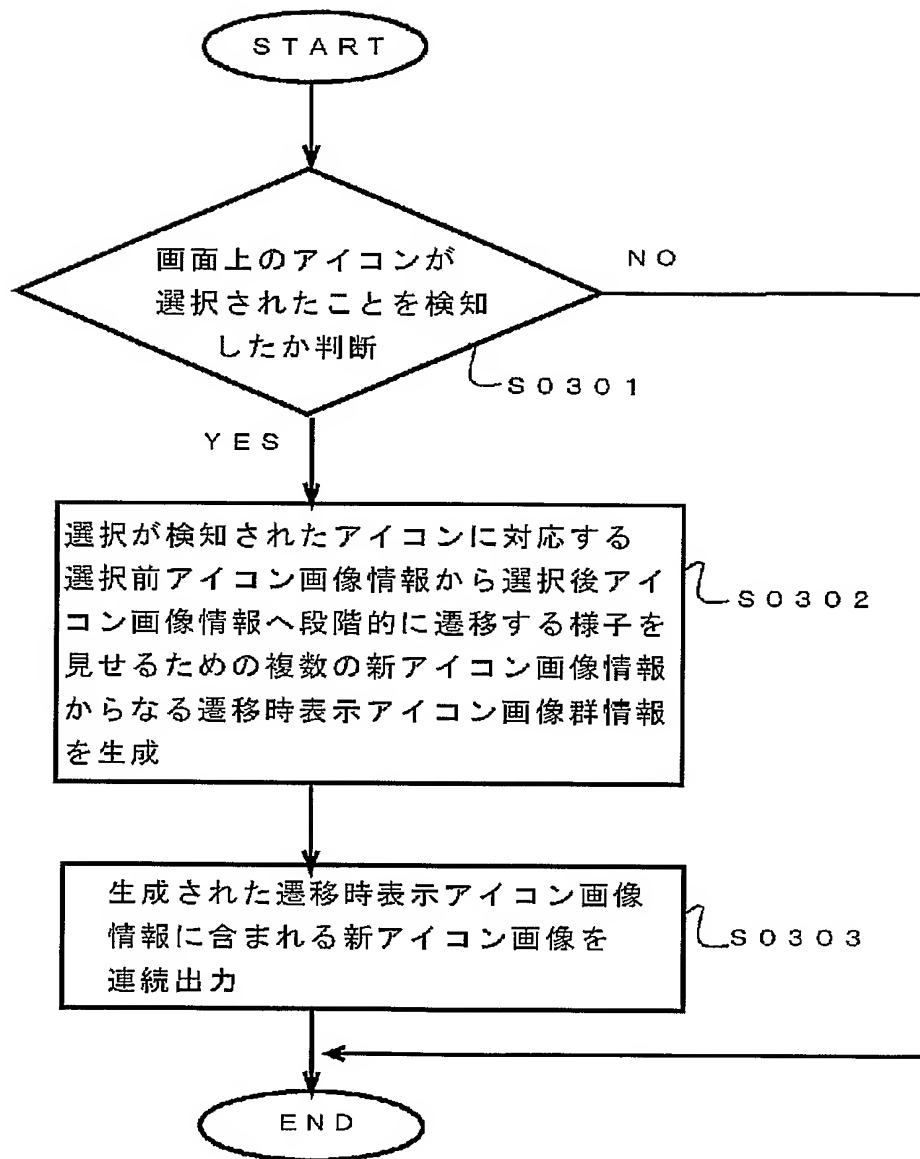 START
画面上のアイコンが
選択されたことを検知
したか判断
NO
S0301
YES
選択が検知されたアイコンに対応する
選択前アイコン画像情報から選択後アイ
コン画像情報へ段階的に遷移する様子を
見せるための複数の新アイコン画像情報
からなる遷移時表示アイコン画像群情報
を生成
S0302
生成された遷移時表示アイコン画像
情報に含まれる新アイコン画像を
連続出力
S0303
END